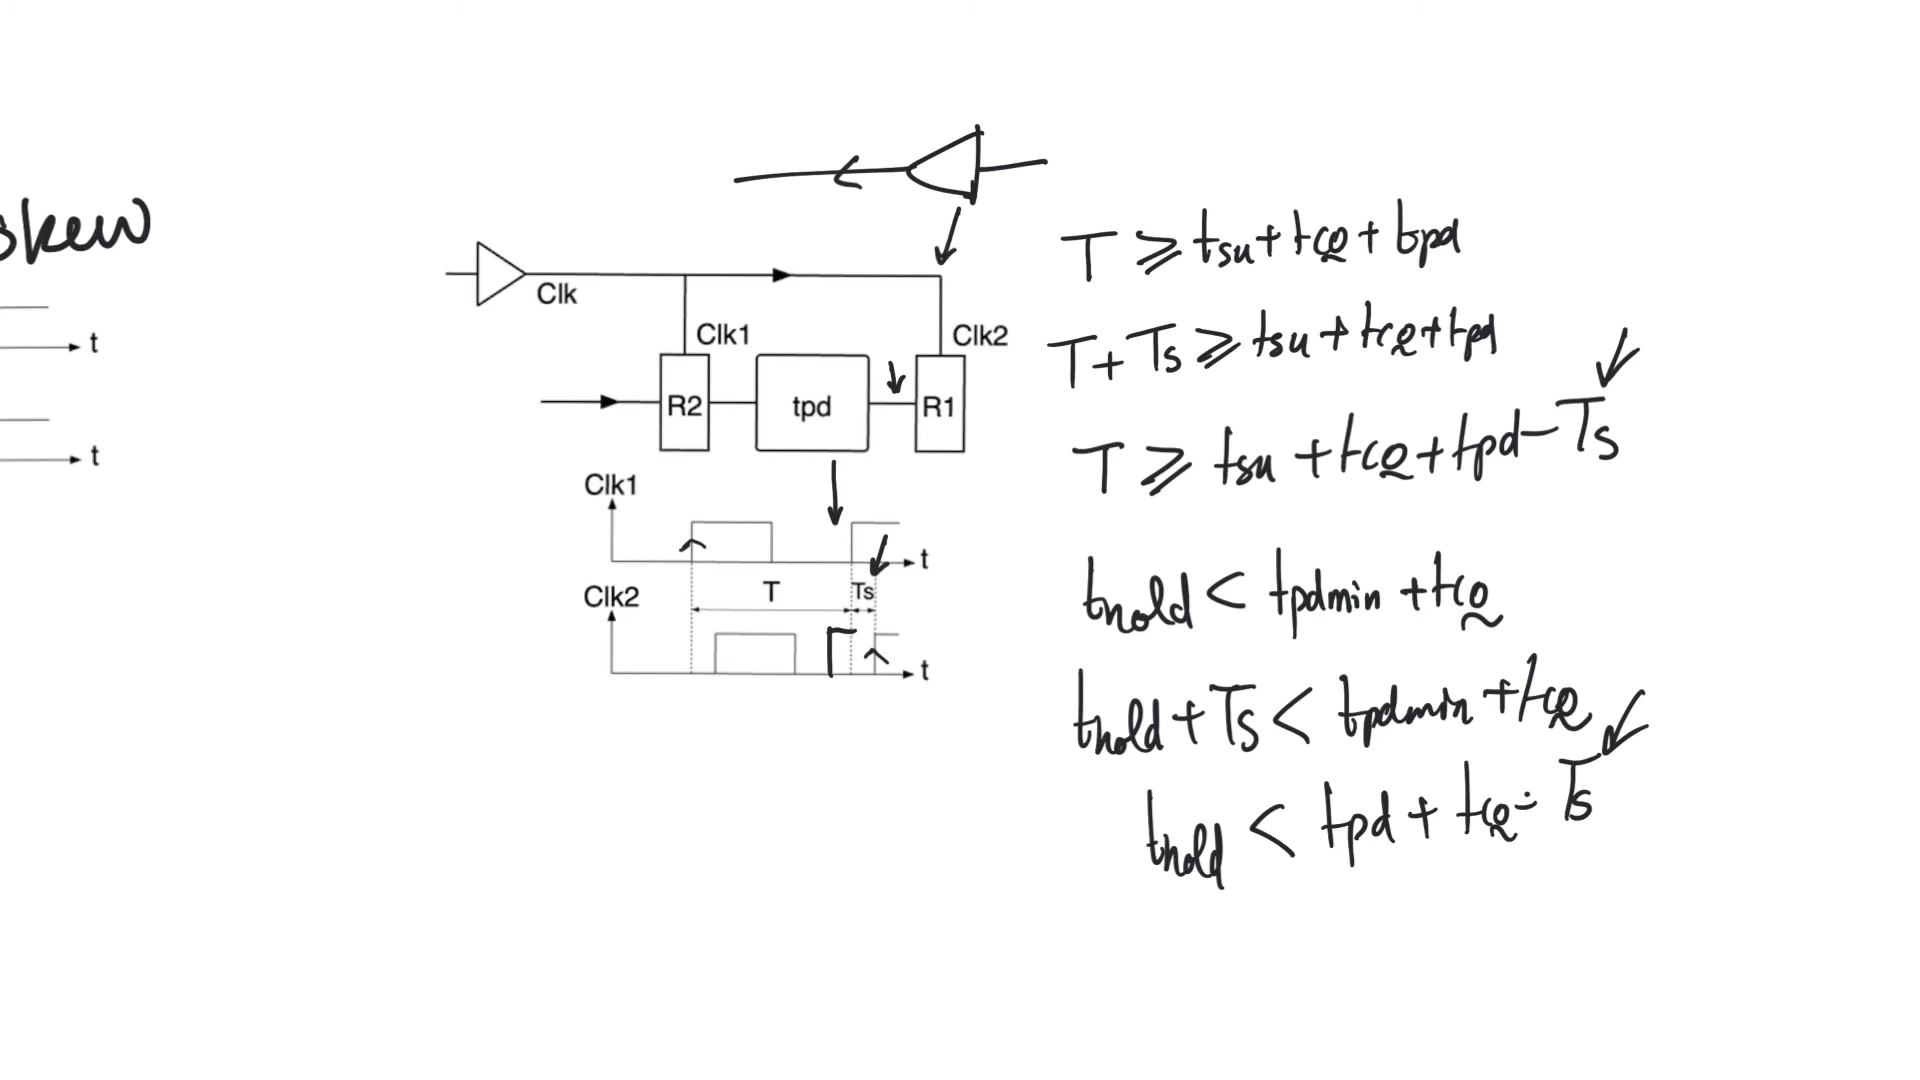 skew
t
t
Clk
Clk1
Clk2
R2
tpd
R1
Clk1
t
T
Ts
Clk2
t
T ⩾ tsu + tCQ + tpd
T + Ts ⩾ tsu + tCQ + tpd
T ⩾ tsu + tCQ + tpd - Ts
thold < tpdmin + tCQ
thold + Ts < tpdmin + tCQ
thold < tpd + tCQ - Ts